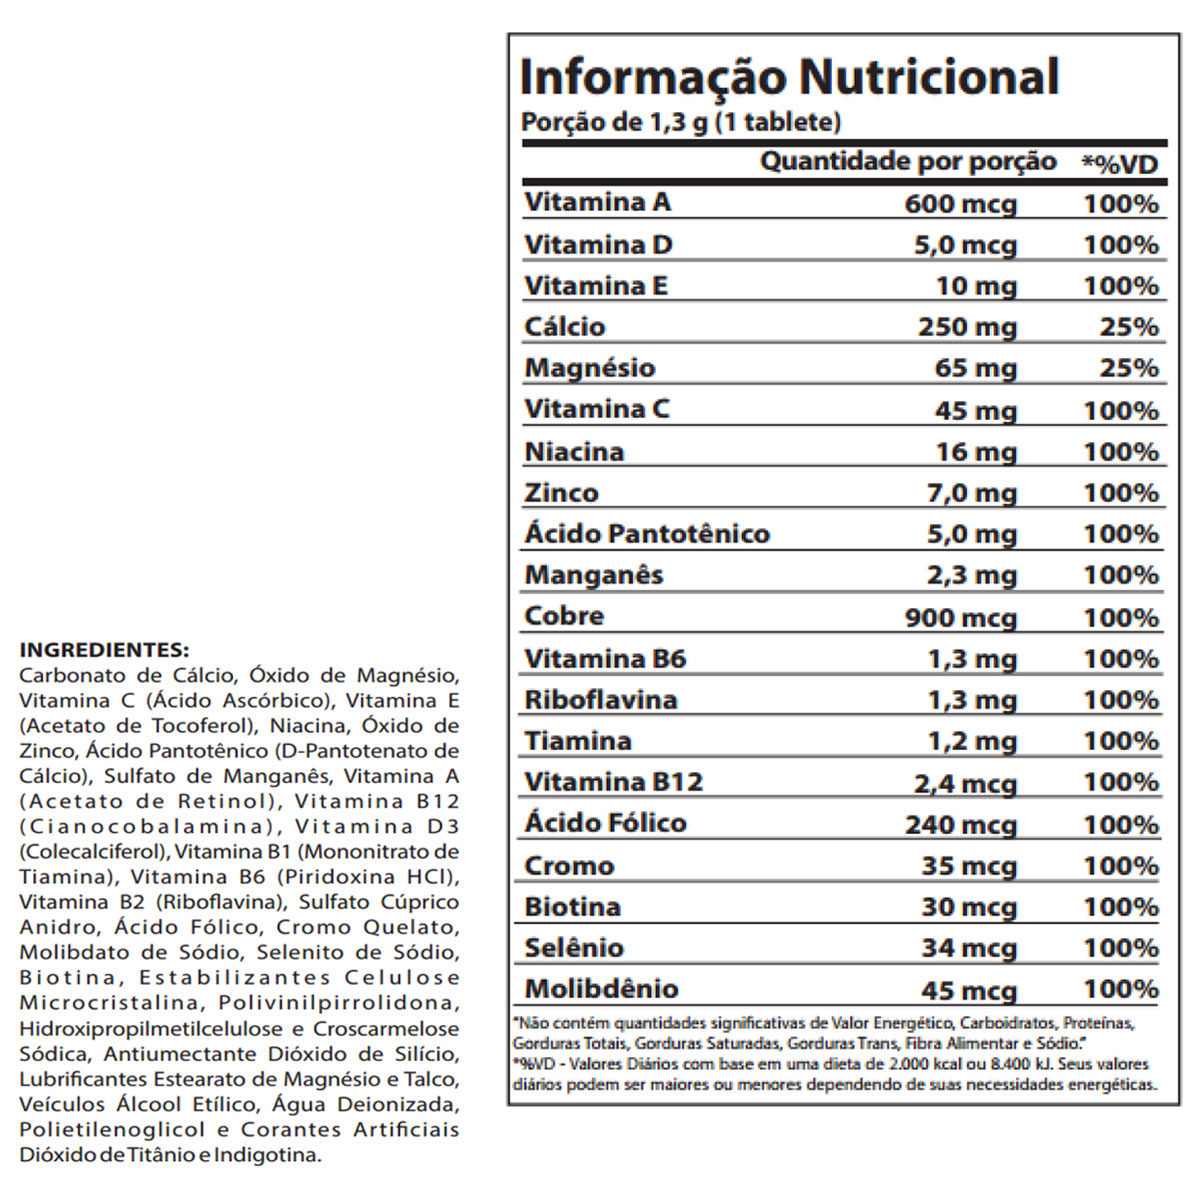 Informação Nutricional
Porção de 1,3 g (1 tablete)
Quantidade por porção *%VD
Vitamina A 600 mcg 100%
Vitamina D 5,0 mcg 100%
Vitamina E 10 mg 100%
Cálcio 250 mg 25%
Magnésio 65 mg 25%
Vitamina C 45 mg 100%
Niacina 16 mg 100%
Zinco 7,0 mg 100%
Ácido Pantotênico 5,0 mg 100%
Manganês 2,3 mg 100%
Cobre 900 mcg 100%
Vitamina B6 1,3 mg 100%
Riboflavina 1,3 mg 100%
Tiamina 1,2 mg 100%
Vitamina B12 2,4 mcg 100%
Ácido Fólico 240 mcg 100%
Cromo 35 mcg 100%
Biotina 30 mcg 100%
Selênio 34 mcg 100%
Molibdênio 45 mcg 100%
"Não contém quantidades significativas de Valor Energético, Carboidratos, Proteínas,
Gorduras Totais, Gorduras Saturadas, Gorduras Trans, Fibra Alimentar e Sódio."
*%VD - Valores Diários com base em uma dieta de 2.000 kcal ou 8.400 kJ. Seus valores
diários podem ser maiores ou menores dependendo de suas necessidades energéticas.
INGREDIENTES:
Carbonato de Cálcio, Óxido de Magnésio,
Vitamina C (Ácido Ascórbico), Vitamina E
(Acetato de Tocoferol), Niacina, Óxido de
Zinco, Ácido Pantotênico (D-Pantotenato de
Cálcio), Sulfato de Manganês, Vitamina A
(Acetato de Retinol), Vitamina B12
(Cianocobalamina), Vitamina D3
(Colecalciferol), Vitamina B1 (Mononitrato de
Tiamina), Vitamina B6 (Piridoxina HCl),
Vitamina B2 (Riboflavina), Sulfato Cúprico
Anidro, Ácido Fólico, Cromo Quelato,
Molibdato de Sódio, Selenito de Sódio,
Biotina, Estabilizantes Celulose
Microcristalina, Polivinilpirrolidona,
Hidroxipropilmetilcelulose e Croscarmelose
Sódica, Antiumectante Dióxido de Silício,
Lubrificantes Estearato de Magnésio e Talco,
Veículos Álcool Etílico, Água Deionizada,
Polietilenoglicol e Corantes Artificiais
Dióxido de Titânio e Indigotina.